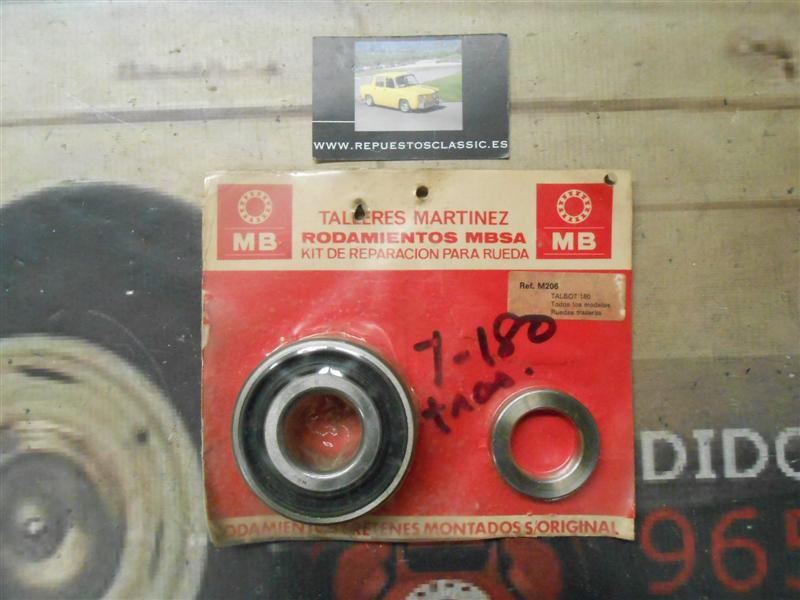 WWW.REPUESTOSCLASSIC.ES
TALLERES MARTINEZ
RODAMIENTOS MBSA
KIT DE REPARACION PARA RUEDA
MB
MB
Ref. M206
TALBOT 180
Todos los modelos
Ruedas traseras
7-180
tras.
RODAMIENTOS RETENES MONTADOS S/ORIGINAL
DIDO
965